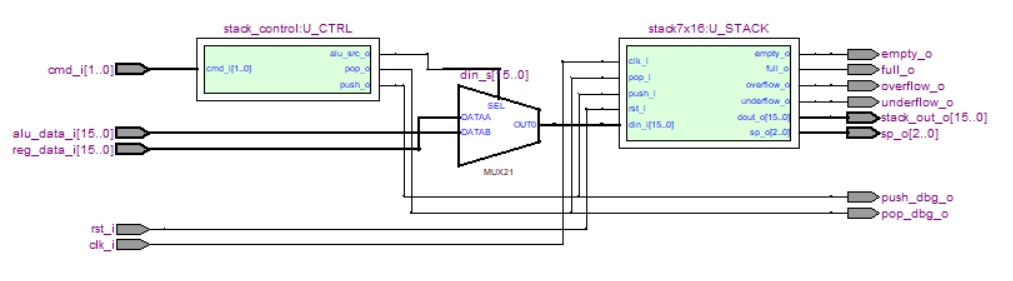 stack_control:U_CTRL
stack7x16:U_STACK
cmd_i[1..0]
cmd_i[1..0]
alu_src_o
pop_o
push_o
din_s[15..0]
SEL
DATAA
DATAB
OUT0
MUX21
clk_i
pop_i
push_i
rst_i
din_i[15..0]
empty_o
full_o
overflow_o
underflow_o
dout_o[15..0]
sp_o[2..0]
empty_o
full_o
overflow_o
underflow_o
stack_out_o[15..0]
sp_o[2..0]
alu_data_i[15..0]
reg_data_i[15..0]
push_dbg_o
pop_dbg_o
rst_i
clk_i